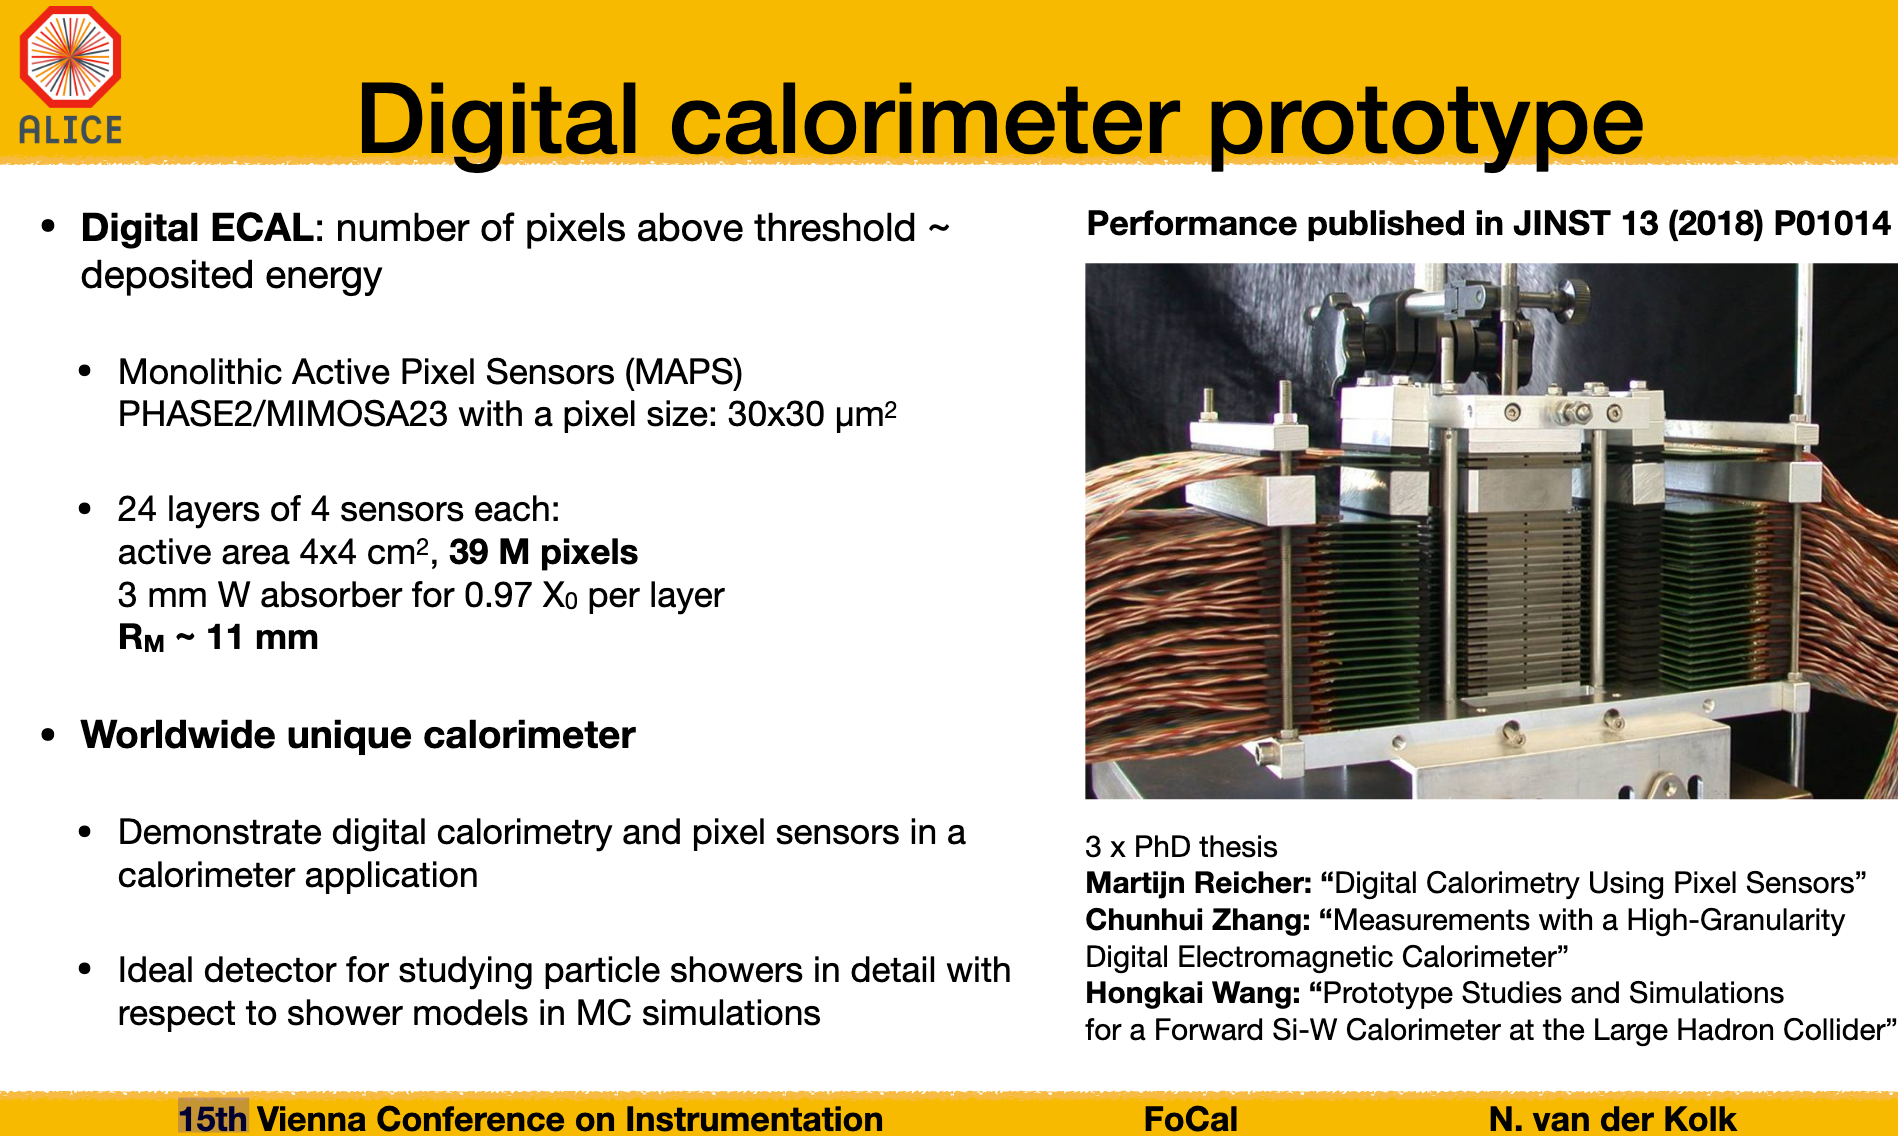 ALICE
Digital calorimeter prototype
• Digital ECAL: number of pixels above threshold ~
deposited energy
• Monolithic Active Pixel Sensors (MAPS)
PHASE2/MIMOSA23 with a pixel size: 30x30 μm²
• 24 layers of 4 sensors each:
active area 4x4 cm², 39 M pixels
3 mm W absorber for 0.97 X₀ per layer
R_M ~ 11 mm
• Worldwide unique calorimeter
• Demonstrate digital calorimetry and pixel sensors in a
calorimeter application
• Ideal detector for studying particle showers in detail with
respect to shower models in MC simulations
Performance published in JINST 13 (2018) P01014
3 x PhD thesis
Martijn Reicher: “Digital Calorimetry Using Pixel Sensors”
Chunhui Zhang: “Measurements with a High-Granularity
Digital Electromagnetic Calorimeter”
Hongkai Wang: “Prototype Studies and Simulations
for a Forward Si-W Calorimeter at the Large Hadron Collider”
15th Vienna Conference on Instrumentation
FoCal
N. van der Kolk